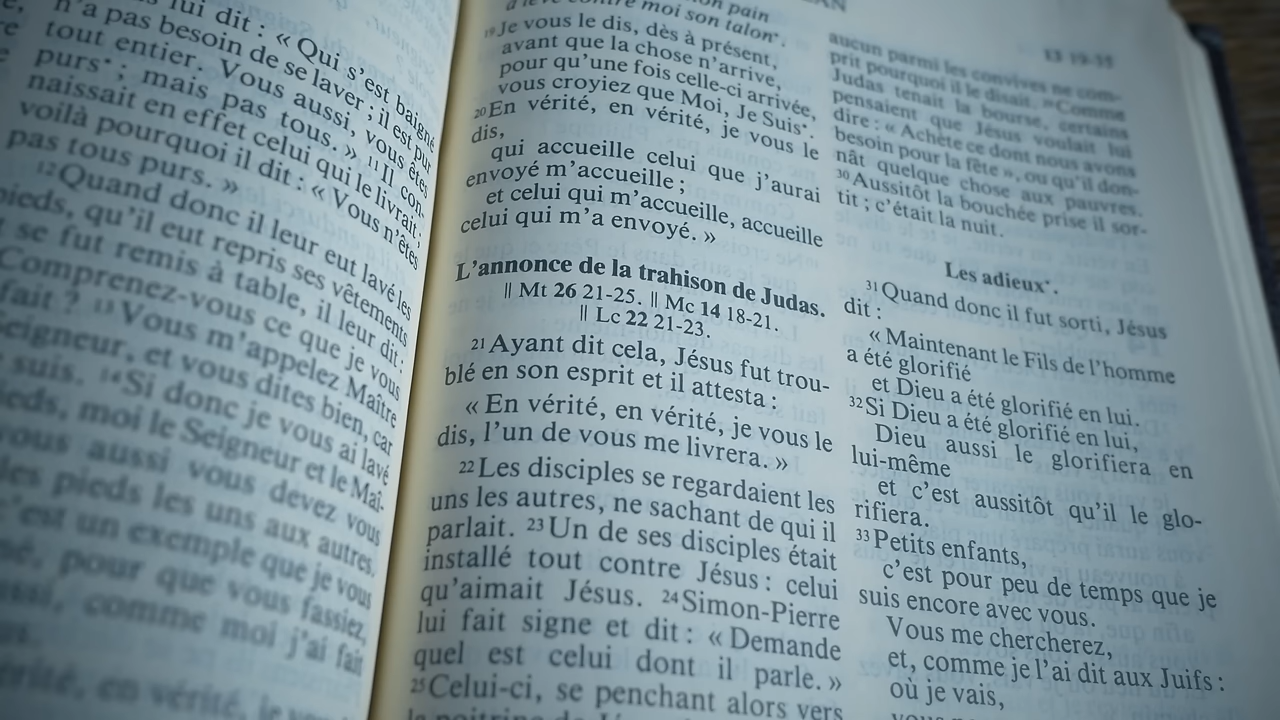 lui dit : « Qui s'est baigné
n'a pas besoin de se laver ; il est pur
tout entier. Vous aussi, vous êtes
purs* ; mais pas tous. » 11 Il con-
naissait en effet celui qui le livrait ;
voilà pourquoi il dit : « Vous n'êtes
pas tous purs. »
12 Quand donc il leur eut lavé les
pieds, qu'il eut repris ses vêtements
et se fut remis à table, il leur dit :
Comprenez-vous ce que je vous
fait ? 13 Vous m'appelez Maître
Seigneur, et vous dites bien, car
suis. 14 Si donc je vous ai lavé
pieds, moi le Seigneur et le Maî-
vous aussi vous devez vous
les pieds les uns aux autres.
c'est un exemple que je vous
pour que vous fassiez,
comme moi j'ai fait
vérité, en vérité, je
pain
moi son talon*.
19 Je vous le dis, dès à présent,
avant que la chose n'arrive,
pour qu'une fois celle-ci arrivée,
vous croyiez que Moi, Je Suis*.
20 En vérité, en vérité, je vous le
dis,
qui accueille celui que j'aurai
envoyé m'accueille ;
et celui qui m'accueille, accueille
celui qui m'a envoyé. »
L'annonce de la trahison de Judas.
|| Mt 26 21-25. || Mc 14 18-21.
|| Lc 22 21-23.
21 Ayant dit cela, Jésus fut trou-
blé en son esprit et il attesta :
« En vérité, en vérité, je vous le
dis, l'un de vous me livrera. »
22 Les disciples se regardaient les
uns les autres, ne sachant de qui il
parlait. 23 Un de ses disciples était
installé tout contre Jésus : celui
qu'aimait Jésus. 24 Simon-Pierre
lui fait signe et dit : « Demande
quel est celui dont il parle. »
25 Celui-ci, se penchant alors vers
la poitrine de
13 19-35
aucun parmi les convives ne com-
prit pourquoi il le disait. 29 Comme
Judas tenait la bourse, certains
pensaient que Jésus voulait lui
dire : « Achète ce dont nous avons
besoin pour la fête », ou qu'il don-
nât quelque chose aux pauvres.
30 Aussitôt la bouchée prise il sor-
tit ; c'était la nuit.
Les adieux*.
31 Quand donc il fut sorti, Jésus
dit :
« Maintenant le Fils de l'homme
a été glorifié
et Dieu a été glorifié en lui.
32 Si Dieu a été glorifié en lui,
Dieu aussi le glorifiera en
lui-même
et c'est aussitôt qu'il le glo-
rifiera.
33 Petits enfants,
c'est pour peu de temps que je
suis encore avec vous.
Vous me chercherez,
et, comme je l'ai dit aux Juifs :
où je vais,